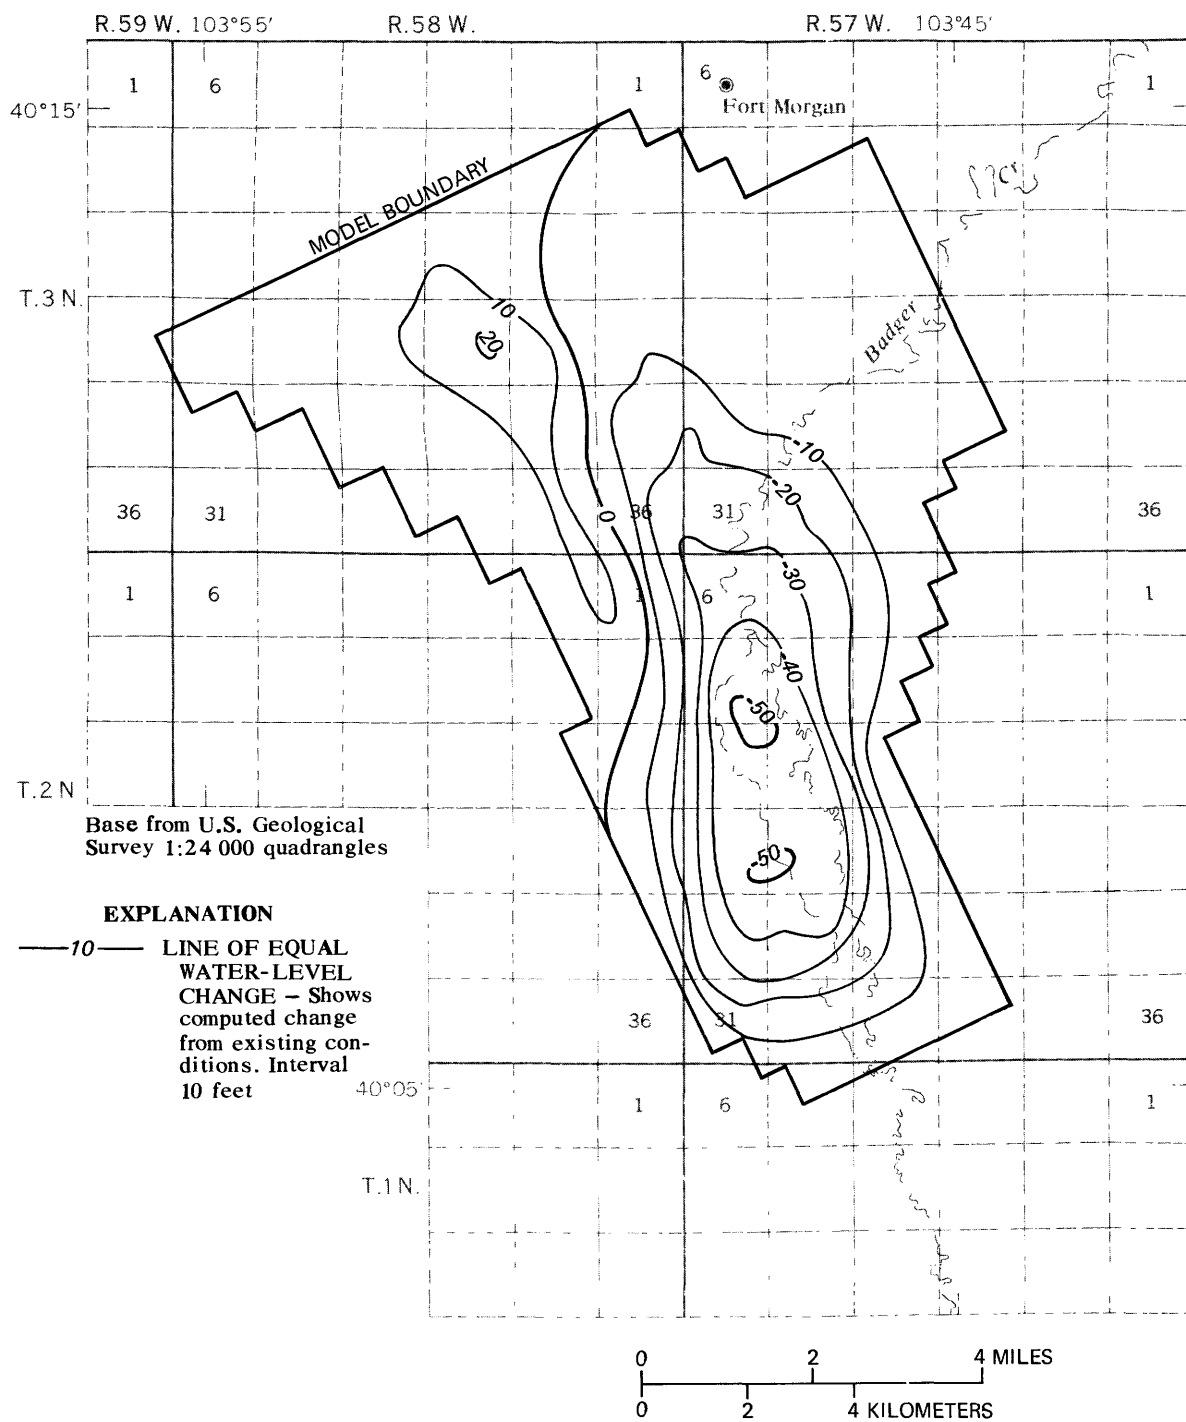 R.59 W. 103°55′ R.58 W. R.57 W. 103°45′
1 6 1 6 1
40°15′
Fort Morgan
MODEL BOUNDARY
Cr
T.3 N.
10
20
Badger
-10
-20
36 31 0 36 31 36
-30
1 6 1 6 1
-40
-50
T.2 N
Base from U.S. Geological
Survey 1:24 000 quadrangles
-50
EXPLANATION
—10— LINE OF EQUAL
WATER-LEVEL
CHANGE – Shows
computed change
from existing con-
ditions. Interval
10 feet
36 31 36
40°05′
1 6 1
T.1 N.
0 2 4 MILES
0 2 4 KILOMETERS